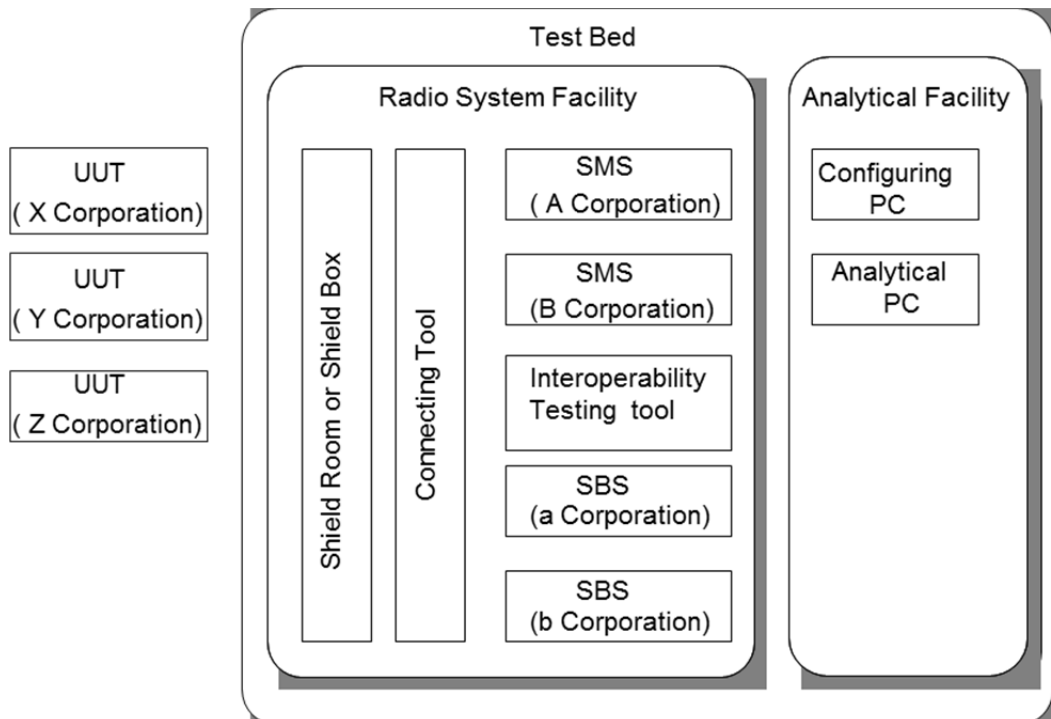 Test Bed
Radio System Facility
Analytical Facility
UUT
( X Corporation)
UUT
( Y Corporation)
UUT
( Z Corporation)
Shield Room or Shield Box
Connecting Tool
SMS
( A Corporation)
SMS
(B Corporation)
Interoperability
Testing tool
SBS
(a Corporation)
SBS
(b Corporation)
Configuring
PC
Analytical
PC